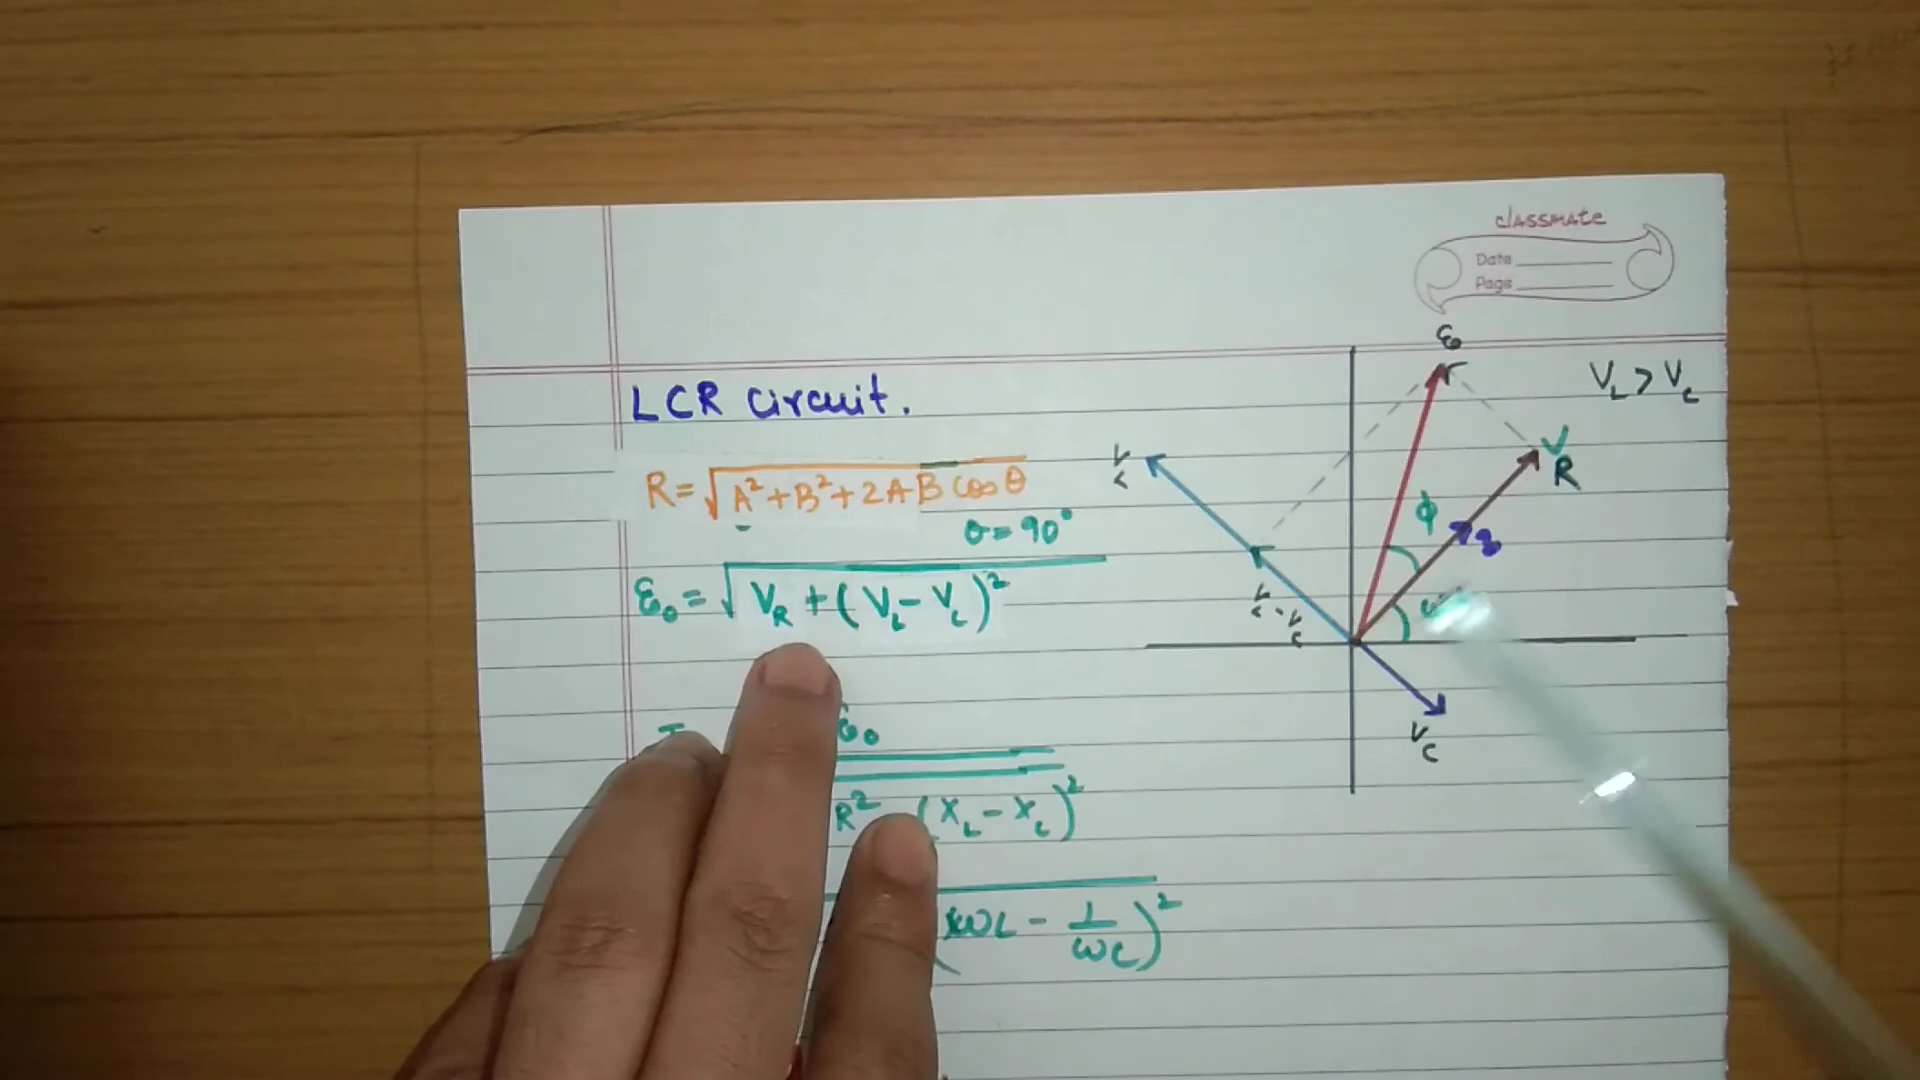 classmate
Date
Page
LCR Circuit.
R = √A²+B²+2AB cosθ
θ = 90°
ε₀ = √V_R + (V_L - V_C)²
ε₀
R² (X_L - X_C)²
ωL - 1/ωC)²
ε₀
V_L > V_C
V_R
V_L
ϕ
V_L - V_C
V_C